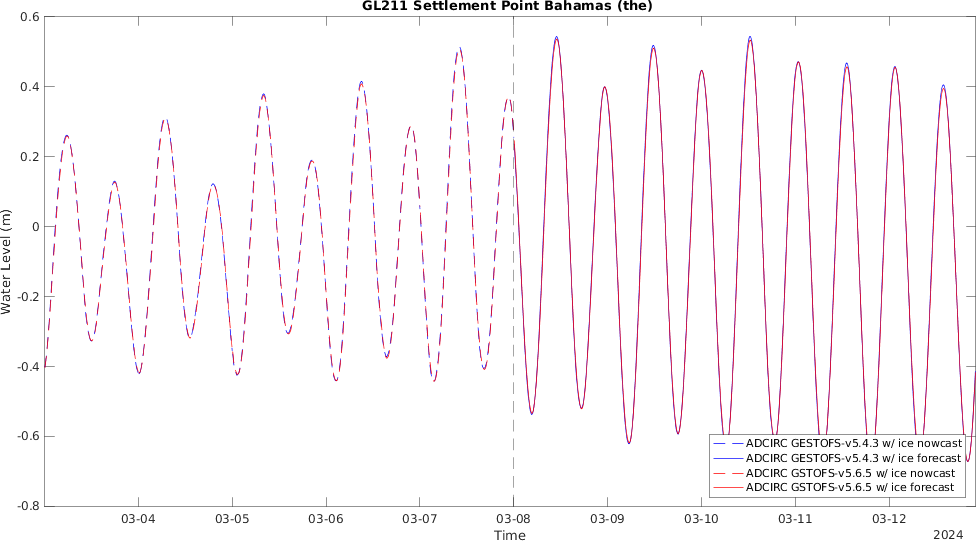 GL211 Settlement Point Bahamas (the)
0.6
0.4
0.2
0
-0.2
-0.4
-0.6
-0.8
Water Level (m)
03-04 03-05 03-06 03-07 03-08 03-09 03-10 03-11 03-12
Time
2024
ADCIRC GESTOFS-v5.4.3 w/ ice nowcast
ADCIRC GESTOFS-v5.4.3 w/ ice forecast
ADCIRC GSTOFS-v5.6.5 w/ ice nowcast
ADCIRC GSTOFS-v5.6.5 w/ ice forecast